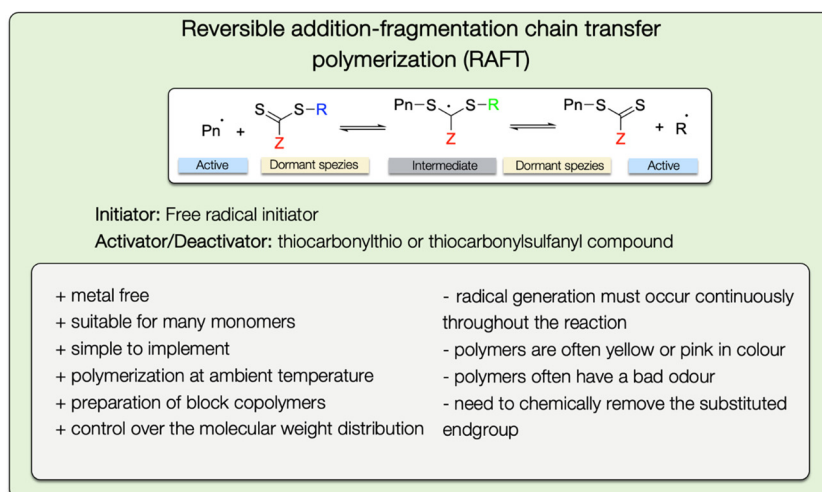 Reversible addition-fragmentation chain transfer
polymerization (RAFT)
Pn• + S S–R Z Pn–S • S–R Z Pn–S S Z + R•
Active Dormant spezies Intermediate Dormant spezies Active
Initiator: Free radical initiator
Activator/Deactivator: thiocarbonylthio or thiocarbonylsulfanyl compound
+ metal free
+ suitable for many monomers
+ simple to implement
+ polymerization at ambient temperature
+ preparation of block copolymers
+ control over the molecular weight distribution
- radical generation must occur continuously
throughout the reaction
- polymers are often yellow or pink in colour
- polymers often have a bad odour
- need to chemically remove the substituted
endgroup